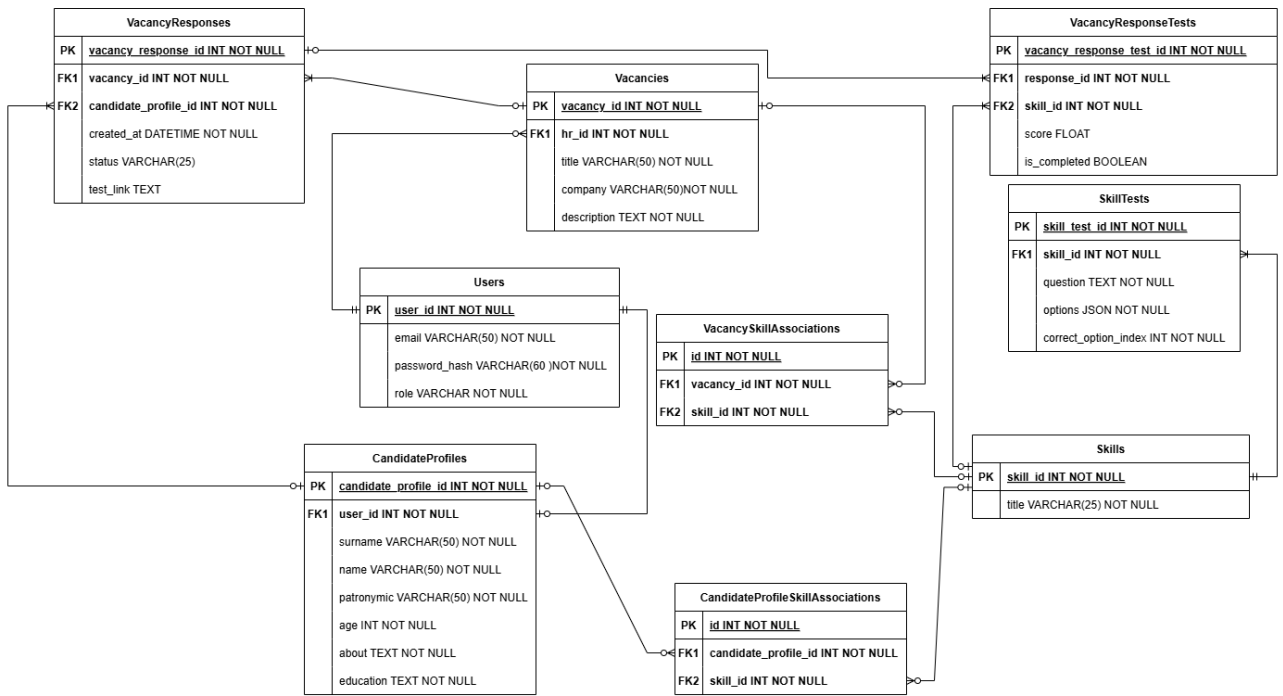 VacancyResponses
PK vacancy_response_id INT NOT NULL
FK1 vacancy_id INT NOT NULL
FK2 candidate_profile_id INT NOT NULL
created_at DATETIME NOT NULL
status VARCHAR(25)
test_link TEXT
Vacancies
PK vacancy_id INT NOT NULL
FK1 hr_id INT NOT NULL
title VARCHAR(50) NOT NULL
company VARCHAR(50)NOT NULL
description TEXT NOT NULL
VacancyResponseTests
PK vacancy_response_test_id INT NOT NULL
FK1 response_id INT NOT NULL
FK2 skill_id INT NOT NULL
score FLOAT
is_completed BOOLEAN
SkillTests
PK skill_test_id INT NOT NULL
FK1 skill_id INT NOT NULL
question TEXT NOT NULL
options JSON NOT NULL
correct_option_index INT NOT NULL
Users
PK user_id INT NOT NULL
email VARCHAR(50) NOT NULL
password_hash VARCHAR(60 )NOT NULL
role VARCHAR NOT NULL
VacancySkillAssociations
PK id INT NOT NULL
FK1 vacancy_id INT NOT NULL
FK2 skill_id INT NOT NULL
CandidateProfiles
PK candidate_profile_id INT NOT NULL
FK1 user_id INT NOT NULL
surname VARCHAR(50) NOT NULL
name VARCHAR(50) NOT NULL
patronymic VARCHAR(50) NOT NULL
age INT NOT NULL
about TEXT NOT NULL
education TEXT NOT NULL
Skills
PK skill_id INT NOT NULL
title VARCHAR(25) NOT NULL
CandidateProfileSkillAssociations
PK id INT NOT NULL
FK1 candidate_profile_id INT NOT NULL
FK2 skill_id INT NOT NULL